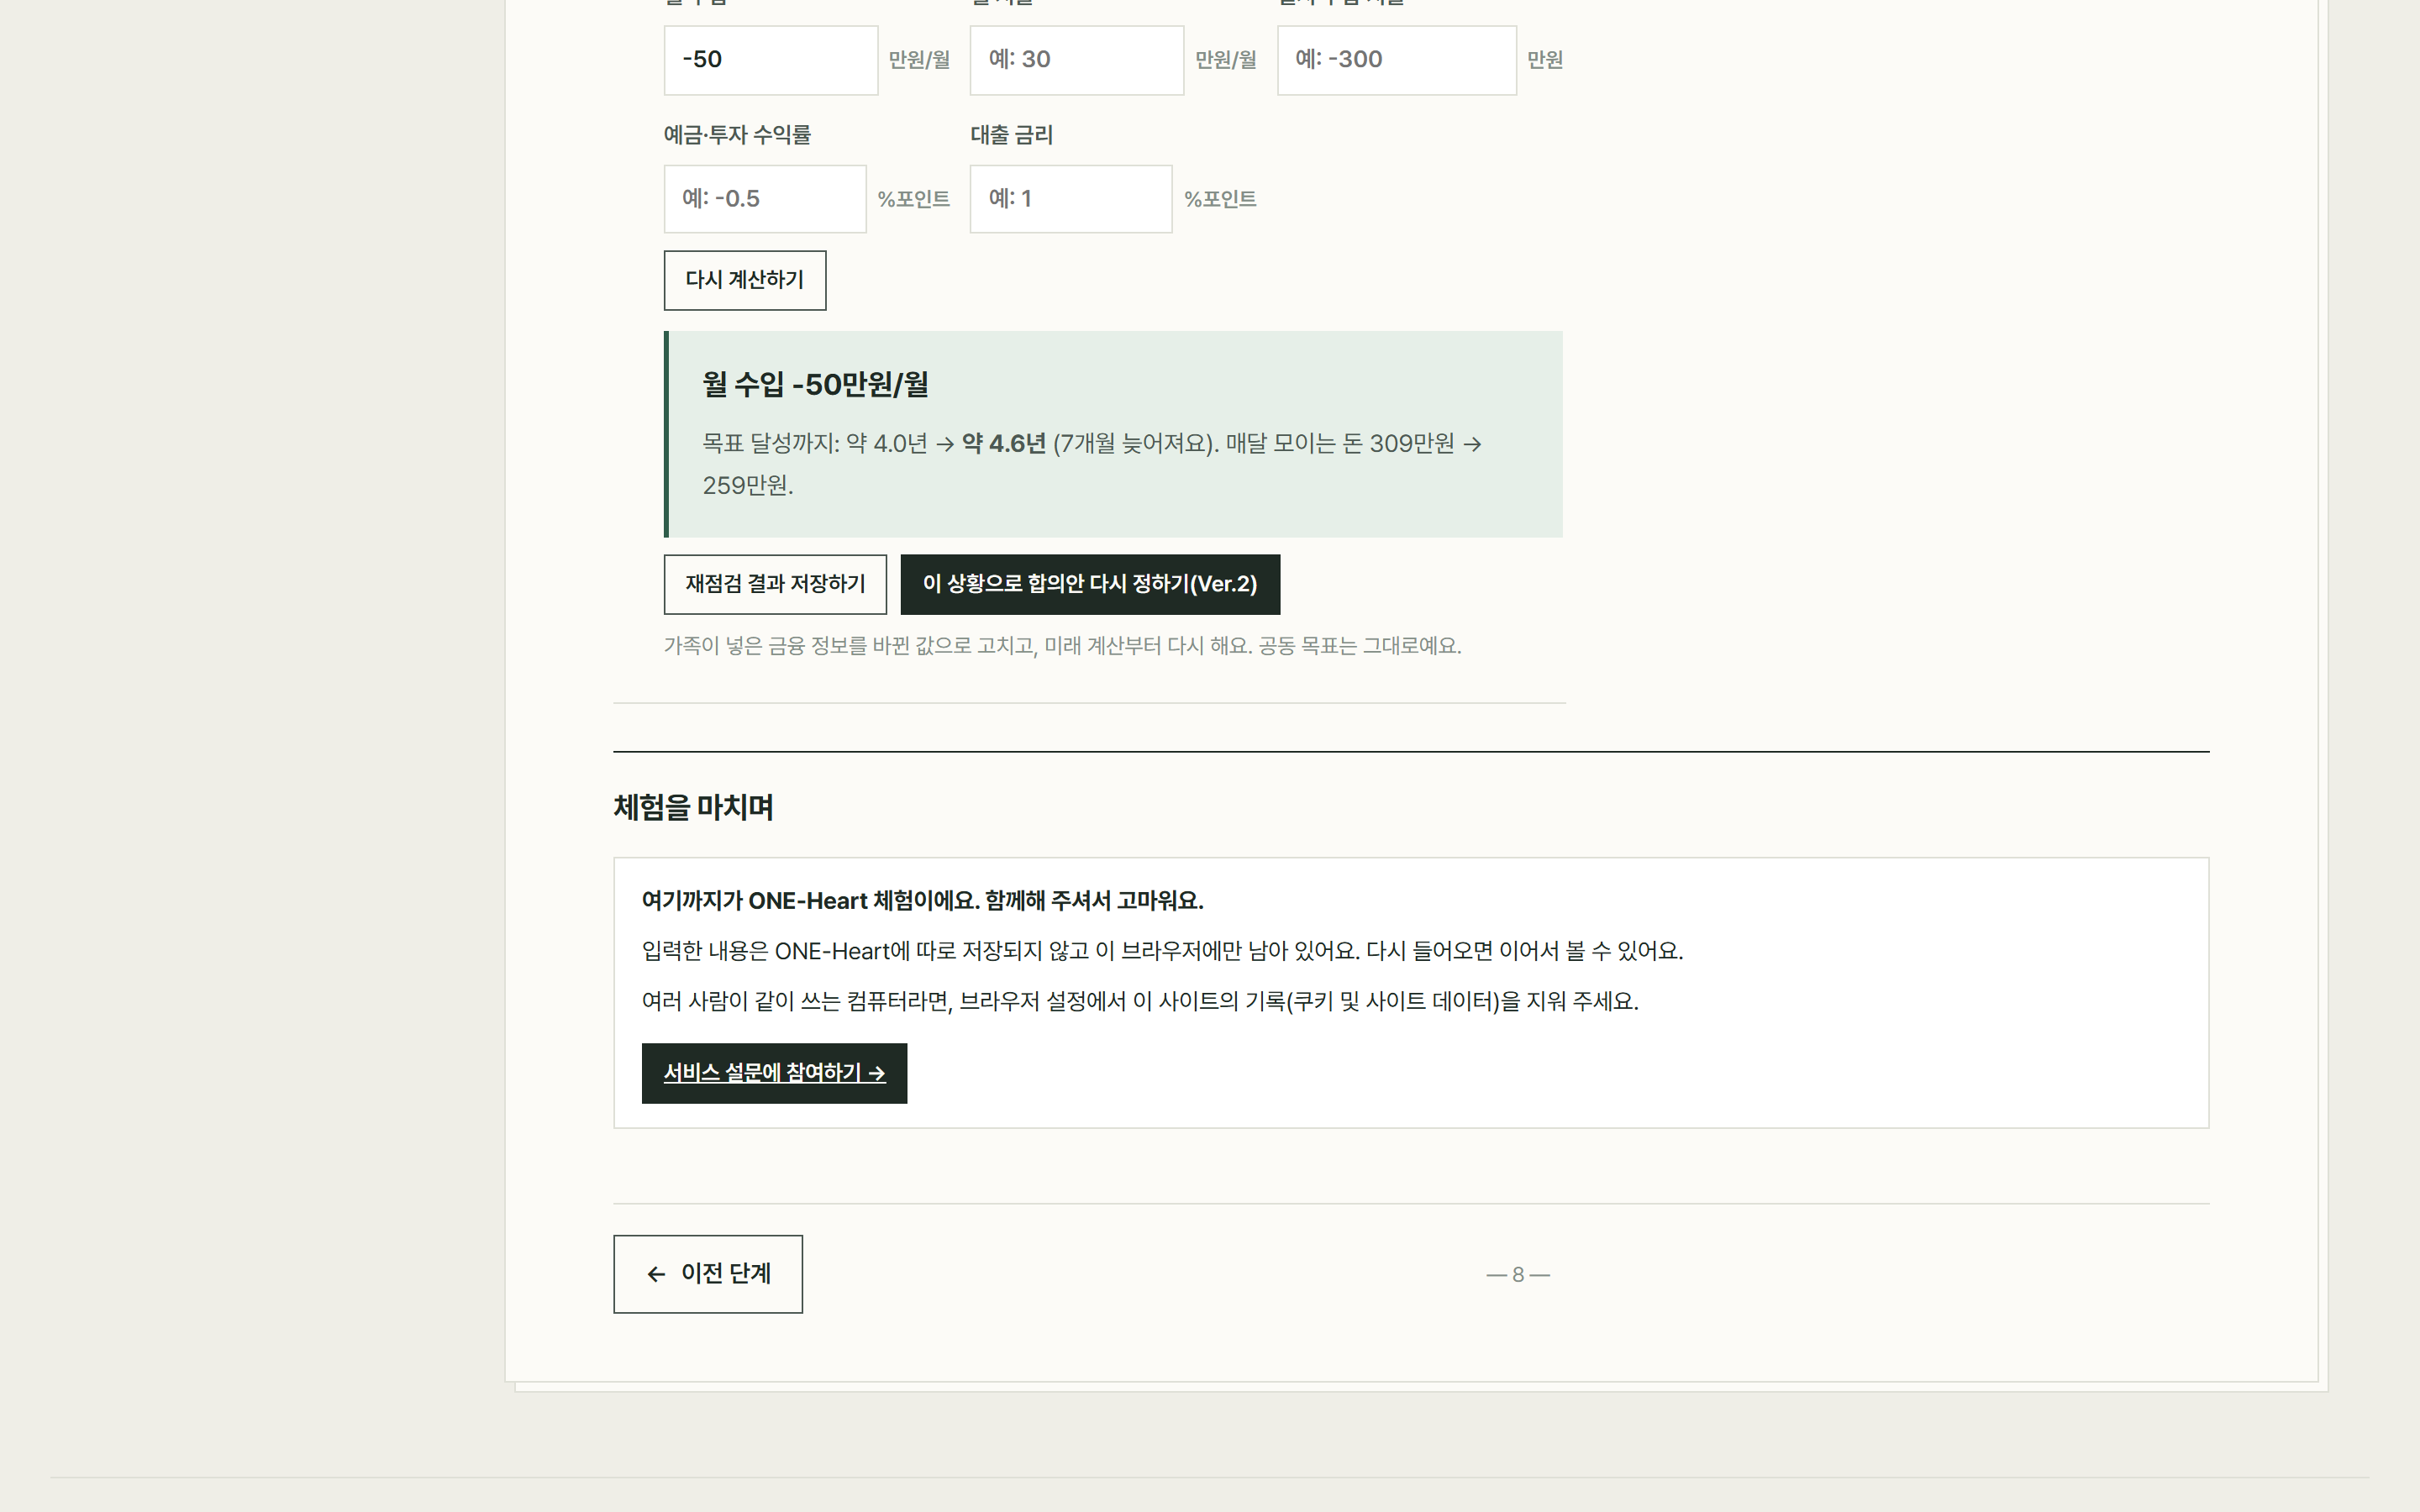 -50 만원/월 예: 30 만원/월 예: -300 만원
예금·투자 수익률 대출 금리
예: -0.5 %포인트 예: 1 %포인트
다시 계산하기
월 수입 -50만원/월
목표 달성까지: 약 4.0년 → 약 4.6년 (7개월 늦어져요). 매달 모이는 돈 309만원 →
259만원.
재점검 결과 저장하기 이 상황으로 합의안 다시 정하기(Ver.2)
가족이 넣은 금융 정보를 바뀐 값으로 고치고, 미래 계산부터 다시 해요. 공동 목표는 그대로예요.
체험을 마치며
여기까지가 ONE-Heart 체험이에요. 함께해 주셔서 고마워요.
입력한 내용은 ONE-Heart에 따로 저장되지 않고 이 브라우저에만 남아 있어요. 다시 들어오면 이어서 볼 수 있어요.
여러 사람이 같이 쓰는 컴퓨터라면, 브라우저 설정에서 이 사이트의 기록(쿠키 및 사이트 데이터)을 지워 주세요.
서비스 설문에 참여하기 →
← 이전 단계 — 8 —